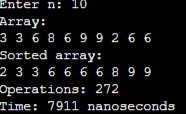 Enter n: 10
Array:
3 3 6 8 6 9 9 2 6 6
Sorted array:
2 3 3 6 6 6 6 8 9 9
Operations: 272
Time: 7911 nanoseconds